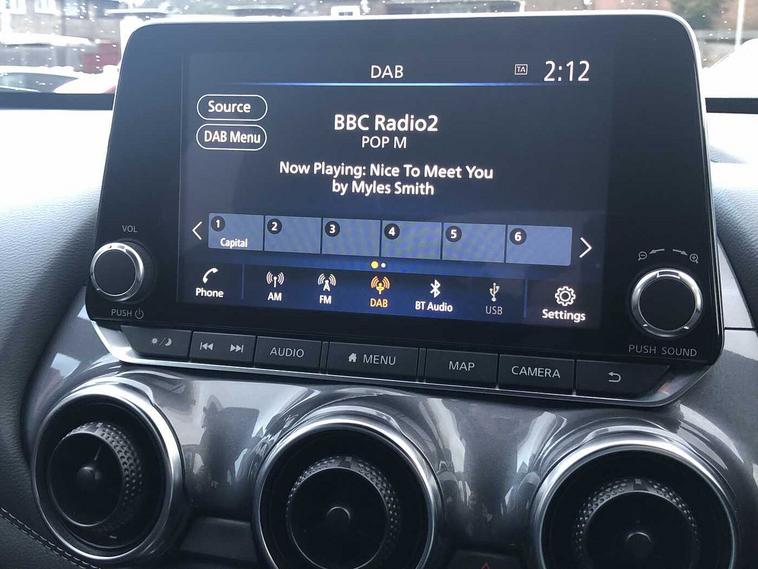 DAB
TA
2:12
Source
DAB Menu
BBC Radio2
POP M
Now Playing: Nice To Meet You
by Myles Smith
1
Capital
2
3
4
5
6
Phone
AM
FM
DAB
BT Audio
USB
Settings
VOL
PUSH
PUSH SOUND
AUDIO
MENU
MAP
CAMERA